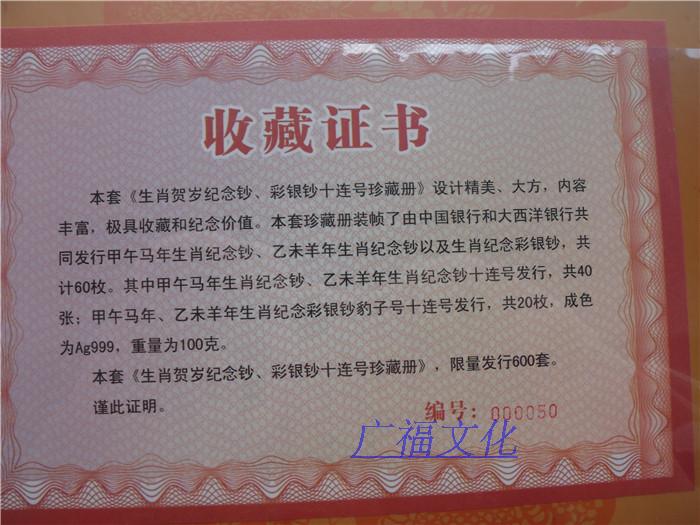 收藏证书
本套《生肖贺岁纪念钞、彩银钞十连号珍藏册》设计精美、大方，内容
丰富，极具收藏和纪念价值。本套珍藏册装帧了由中国银行和大西洋银行共
同发行甲午马年生肖纪念钞、乙未羊年生肖纪念钞以及生肖纪念彩银钞，共
计60枚。其中甲午马年生肖纪念钞、乙未羊年生肖纪念钞十连号发行，共40
张；甲午马年、乙未羊年生肖纪念彩银钞豹子号十连号发行，共20枚，成色
为Ag999，重量为100克。
本套《生肖贺岁纪念钞、彩银钞十连号珍藏册》，限量发行600套。
谨此证明。
编号：000050
广福文化